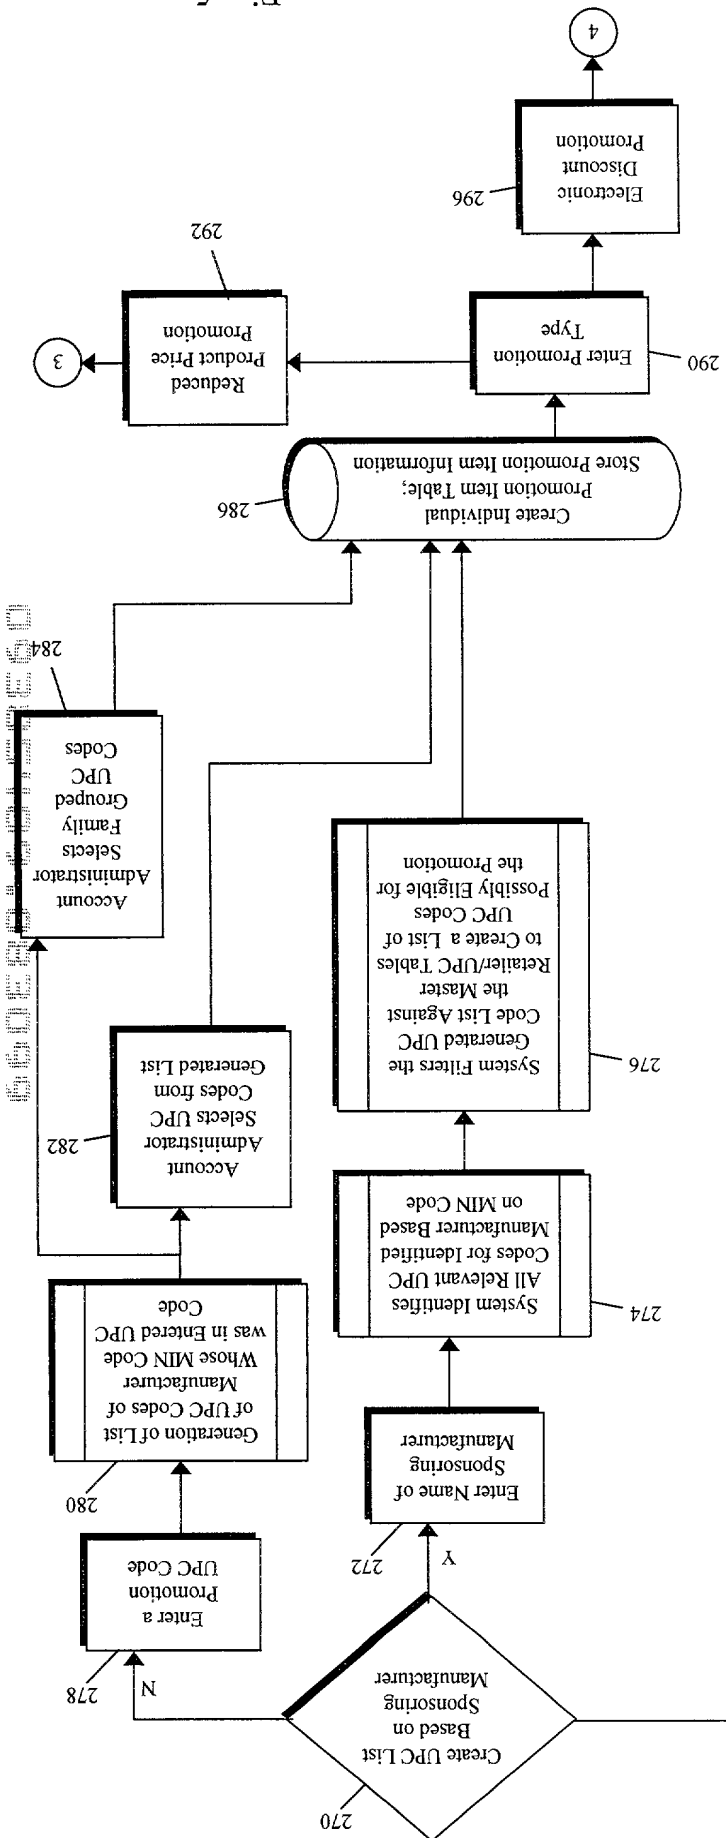 270
Create UPC List
Based
on
Sponsoring
Manufacturer
N
Y
278
Enter a
Promotion
UPC Code
272
Enter Name of
Sponsoring
Manufacturer
280
Generation of List
of UPC Codes of
Manufacturer
Whose MIN Code
was in Entered UPC
Code
274
System Identifies
All Relevant UPC
Codes for Identified
Manufacturer Based
on MIN Code
282
Account
Administrator
Selects UPC
Codes from
Generated List
276
System Filters the
Generated UPC
Code List Against
the Master
Retailer/UPC Tables
to Create a List of
UPC Codes
Possibly Eligible for
the Promotion
284
Account
Administrator
Selects
Family
Grouped
UPC
Codes
286
Create Individual
Promotion Item Table;
Store Promotion Item Information
290
Enter Promotion
Type
292
Reduced
Product Price
Promotion
3
296
Electronic
Discount
Promotion
4